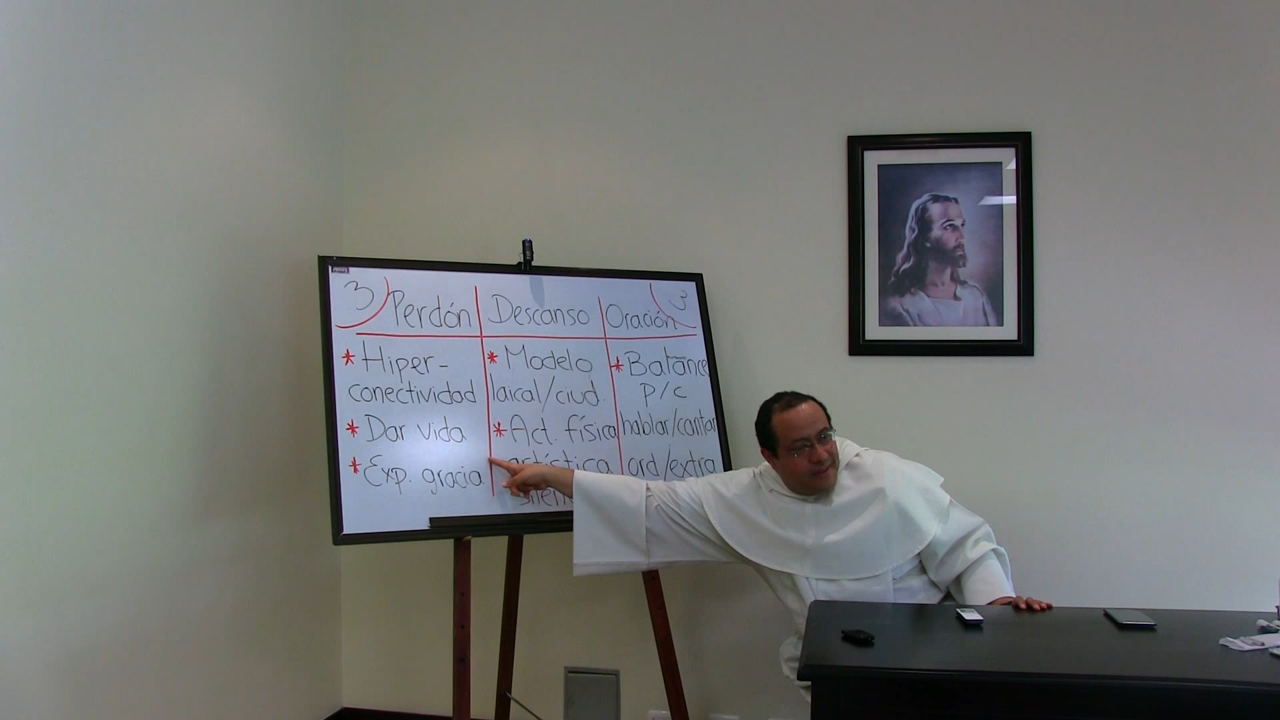 3) Perdón | Descanso | Oración 3
* Hiper-
conectividad
* Dar vida
* Exp. gracia
* Modelo
laical/ciud.
* Act. física
artística
* Balance
p/c
hablar/cantar
ord/extra